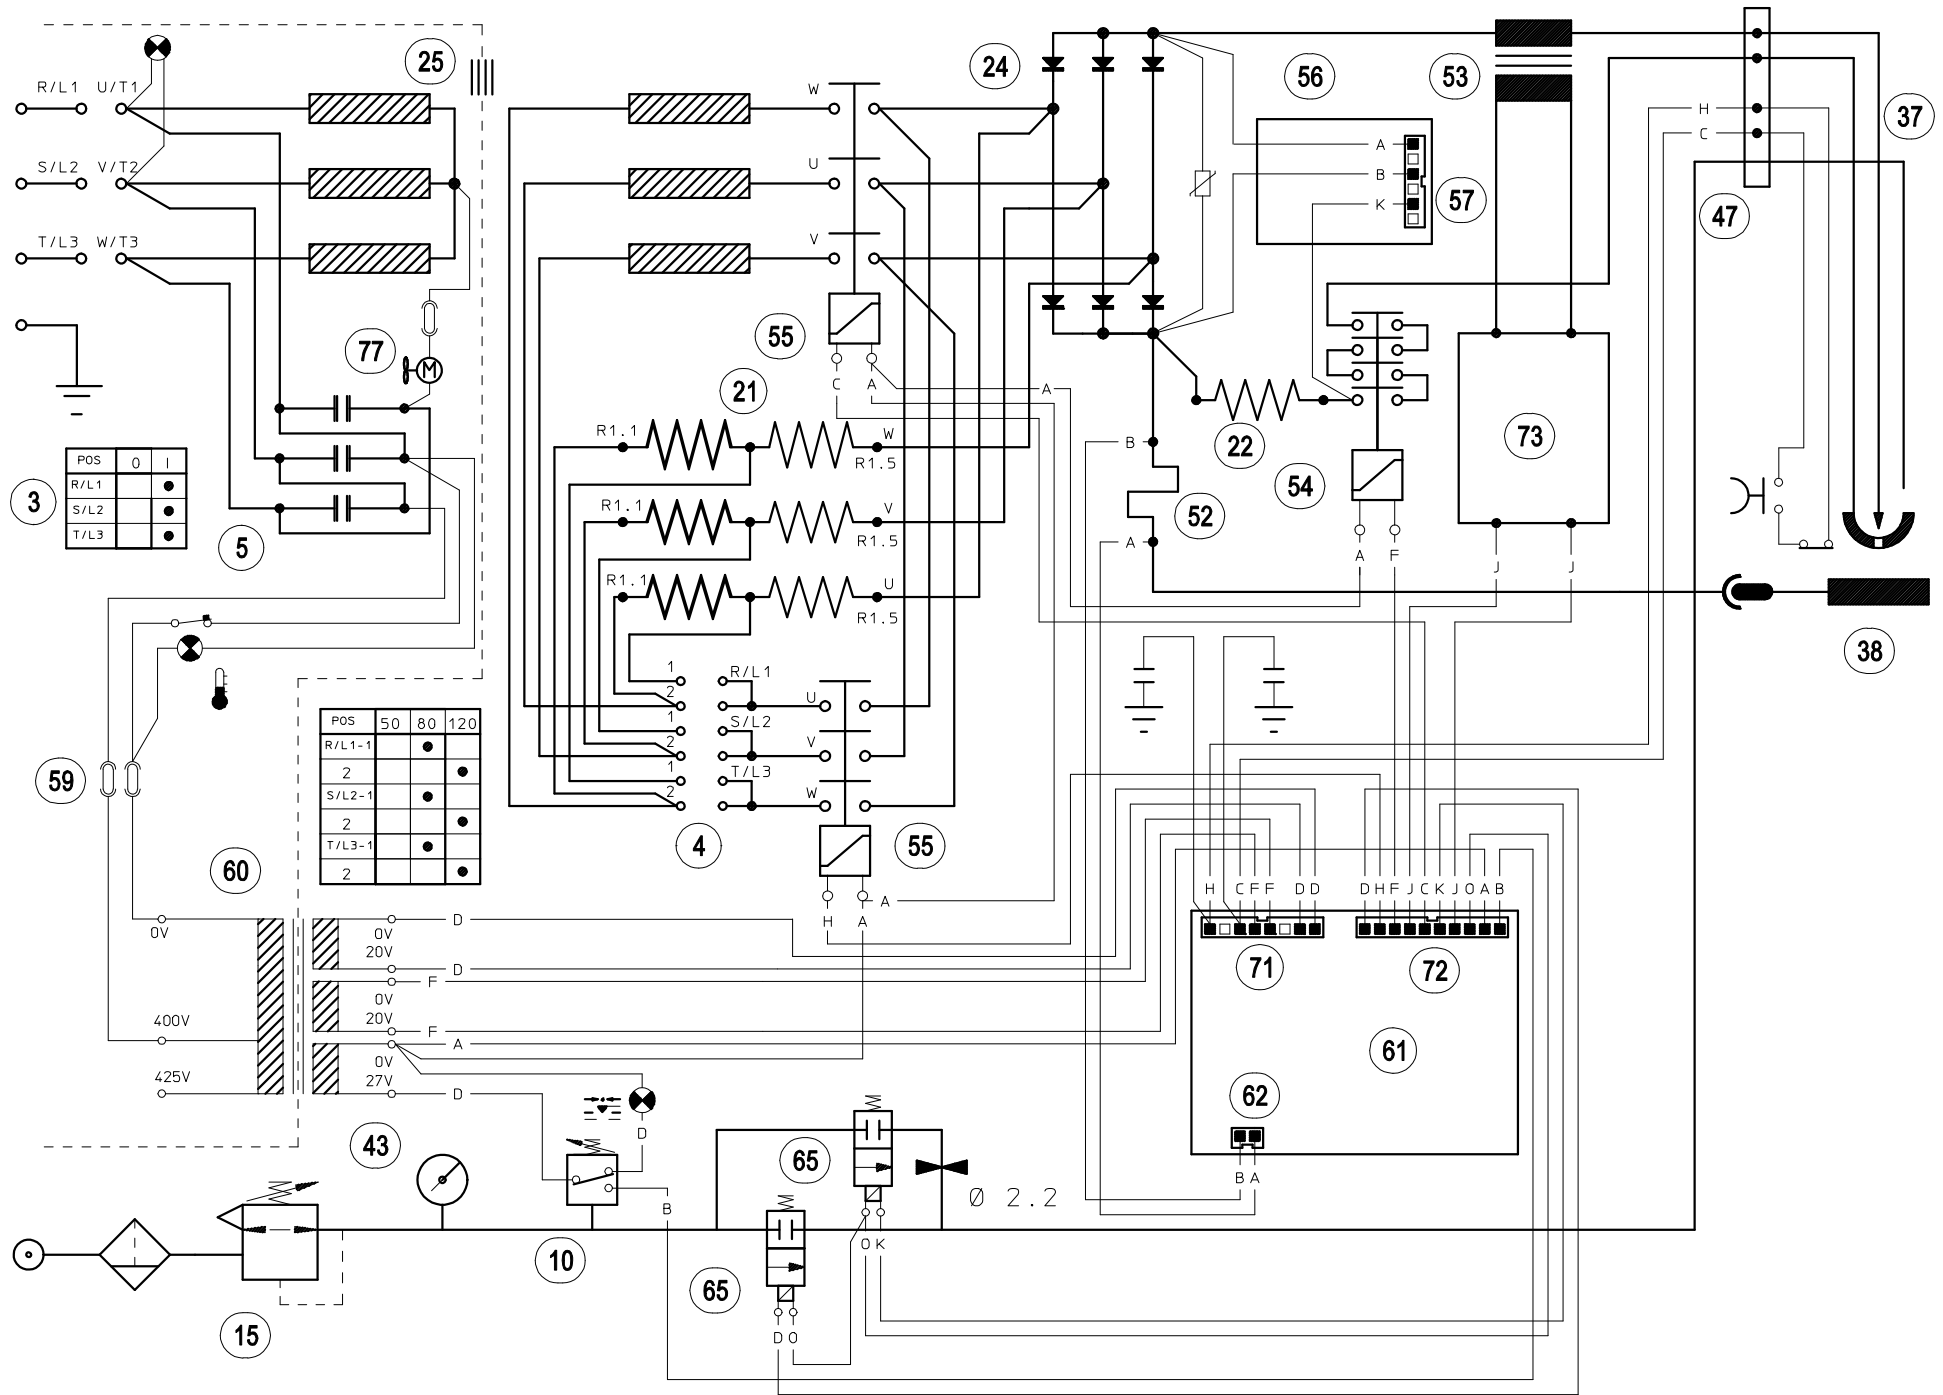 R/L1 U/T1
S/L2 V/T2
T/L3 W/T3
25
77
3
POS 0 I
R/L1
S/L2
T/L3
5
59
60
POS 50 80 120
R/L1-1
2
S/L2-1
2
T/L3-1
2
0V
400V
425V
D
0V
20V
D
F
0V
20V
F
A
0V
27V
D
43
15
10
D
B
W
U
V
55
C A
21
R1.1 W
R1.5
R1.1 V
R1.5
R1.1 U
R1.5
1 R/L1
2 U
1 S/L2
2 V
1 T/L3
2 W
4
55
H A
A
65
O K
65
D O
Ø 2.2
24
56
A
B
K
57
53
A
22
54
A F
B
52
A
73
J J
H
C
47
37
38
H C F F D D
D H F J C K J O A B
71
72
61
62
B A